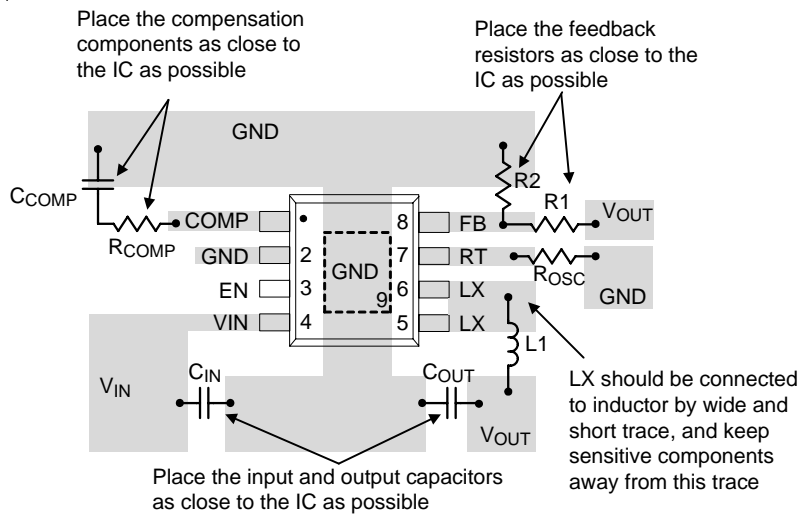 Place the compensation
components as close to
the IC as possible
Place the feedback
resistors as close to the
IC as possible
GND
CCOMP
RCOMP
R2
R1
VOUT
COMP
GND
EN
VIN
2
3
4
GND
9
8
7
6
5
FB
RT
LX
LX
ROSC
GND
L1
VIN
CIN
COUT
VOUT
LX should be connected
to inductor by wide and
short trace, and keep
sensitive components
away from this trace
Place the input and output capacitors
as close to the IC as possible